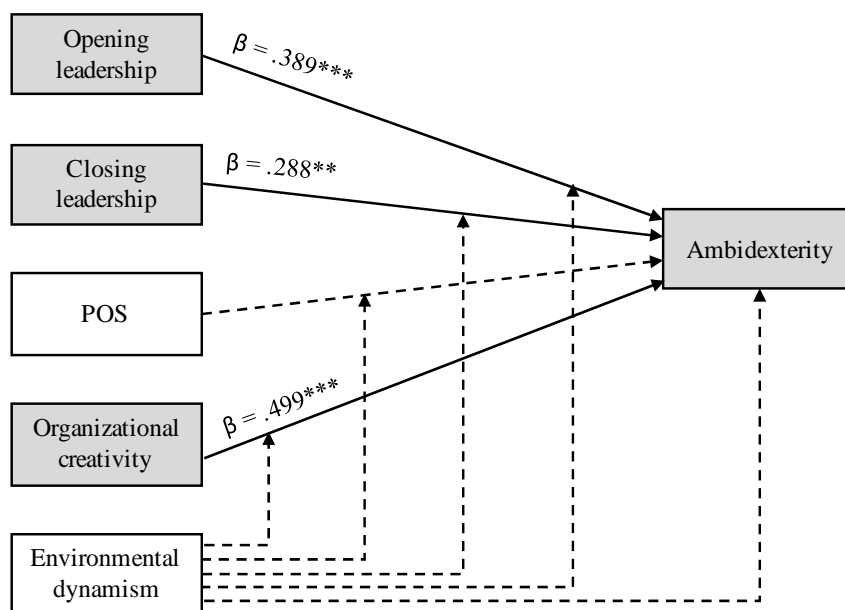 Opening
leadership
β = .389***
Closing
leadership
β = .288**
Ambidexterity
POS
β = .499***
Organizational
creativity
Environmental
dynamism